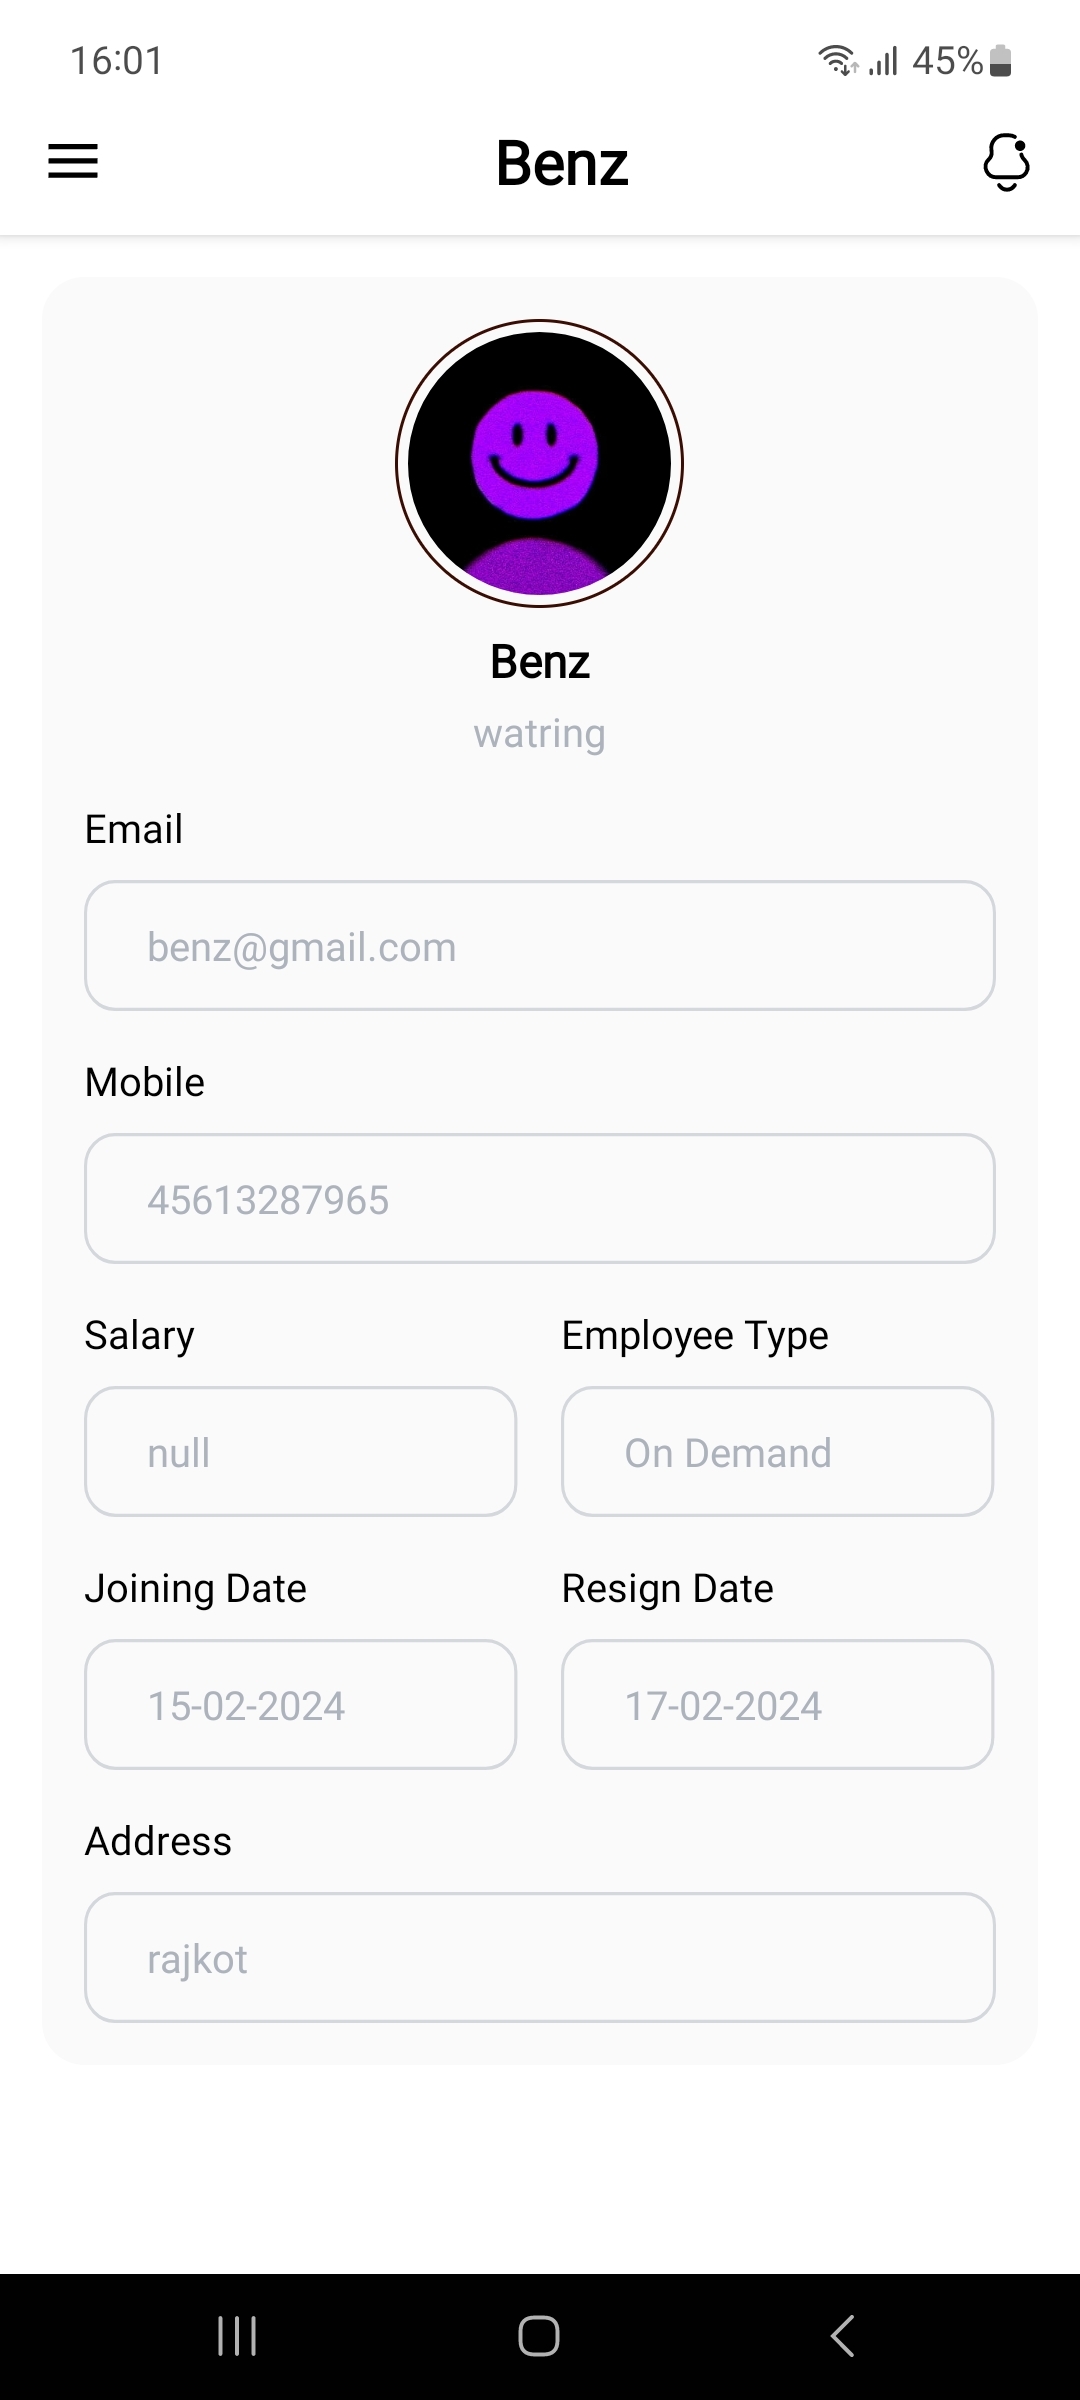 16:01
45%
Benz
Benz
watring
Email
benz@gmail.com
Mobile
45613287965
Salary
Employee Type
null
On Demand
Joining Date
Resign Date
15-02-2024
17-02-2024
Address
rajkot